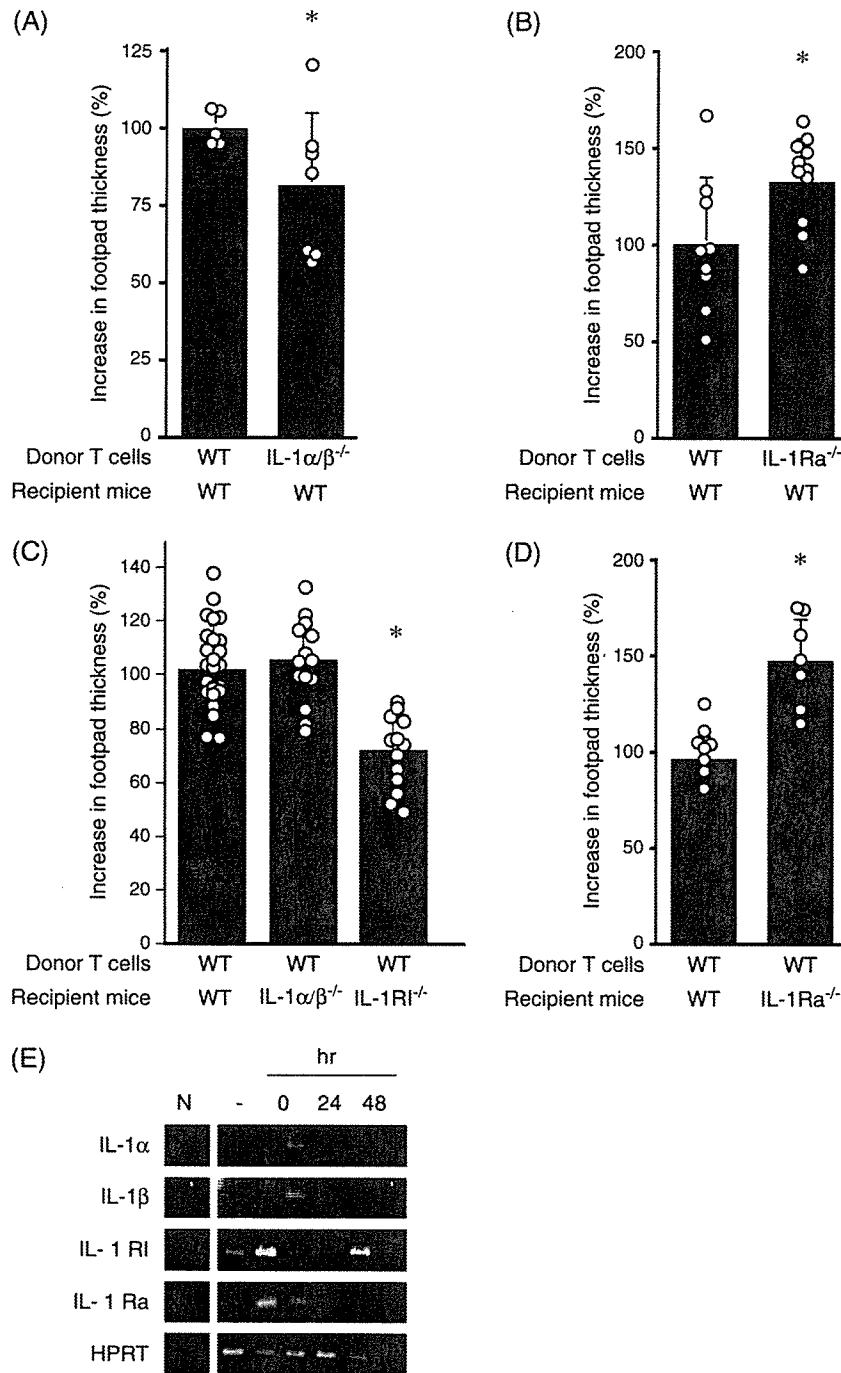 (A)
*
Increase in footpad thickness (%)
125
100
75
50
25
0
Donor T cells WT IL-1α/β-/-
Recipient mice WT WT
(B)
*
Increase in footpad thickness (%)
200
150
100
50
0
Donor T cells WT IL-1Ra-/-
Recipient mice WT WT
(C)
*
Increase in footpad thickness (%)
140
120
100
80
60
40
20
0
Donor T cells WT WT WT
Recipient mice WT IL-1α/β-/- IL-1RI-/-
(D)
*
Increase in footpad thickness (%)
200
150
100
50
0
Donor T cells WT WT
Recipient mice WT IL-1Ra-/-
(E)
hr
N - 0 24 48
IL-1α
IL-1β
IL- 1 RI
IL- 1 Ra
HPRT